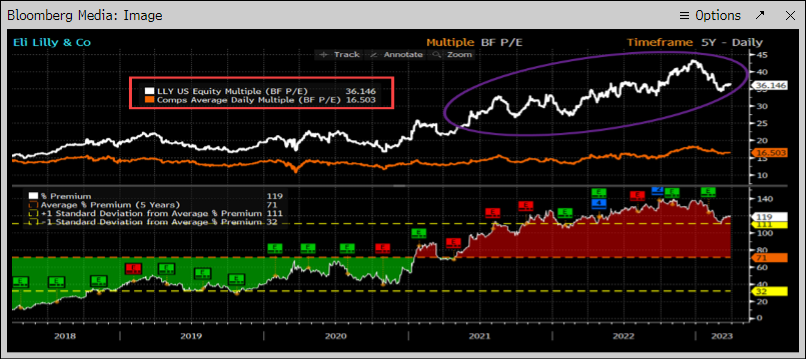 Bloomberg Media: Image
≡ Options
Eli Lilly & Co
Multiple BF P/E
Timeframe 5Y - Daily
Track Annotate Zoom
LLY US Equity Multiple (BF P/E) 36.146
Comps Average Daily Multiple (BF P/E) 16.503
45
40
36.146
35
30
25
20
16.503
15
10
% Premium 119
Average % Premium (5 Years) 71
+1 Standard Deviation from Average % Premium 111
-1 Standard Deviation from Average % Premium 32
140
119
111
100
80
71
60
40
32
20
0
2018 2019 2020 2021 2022 2023